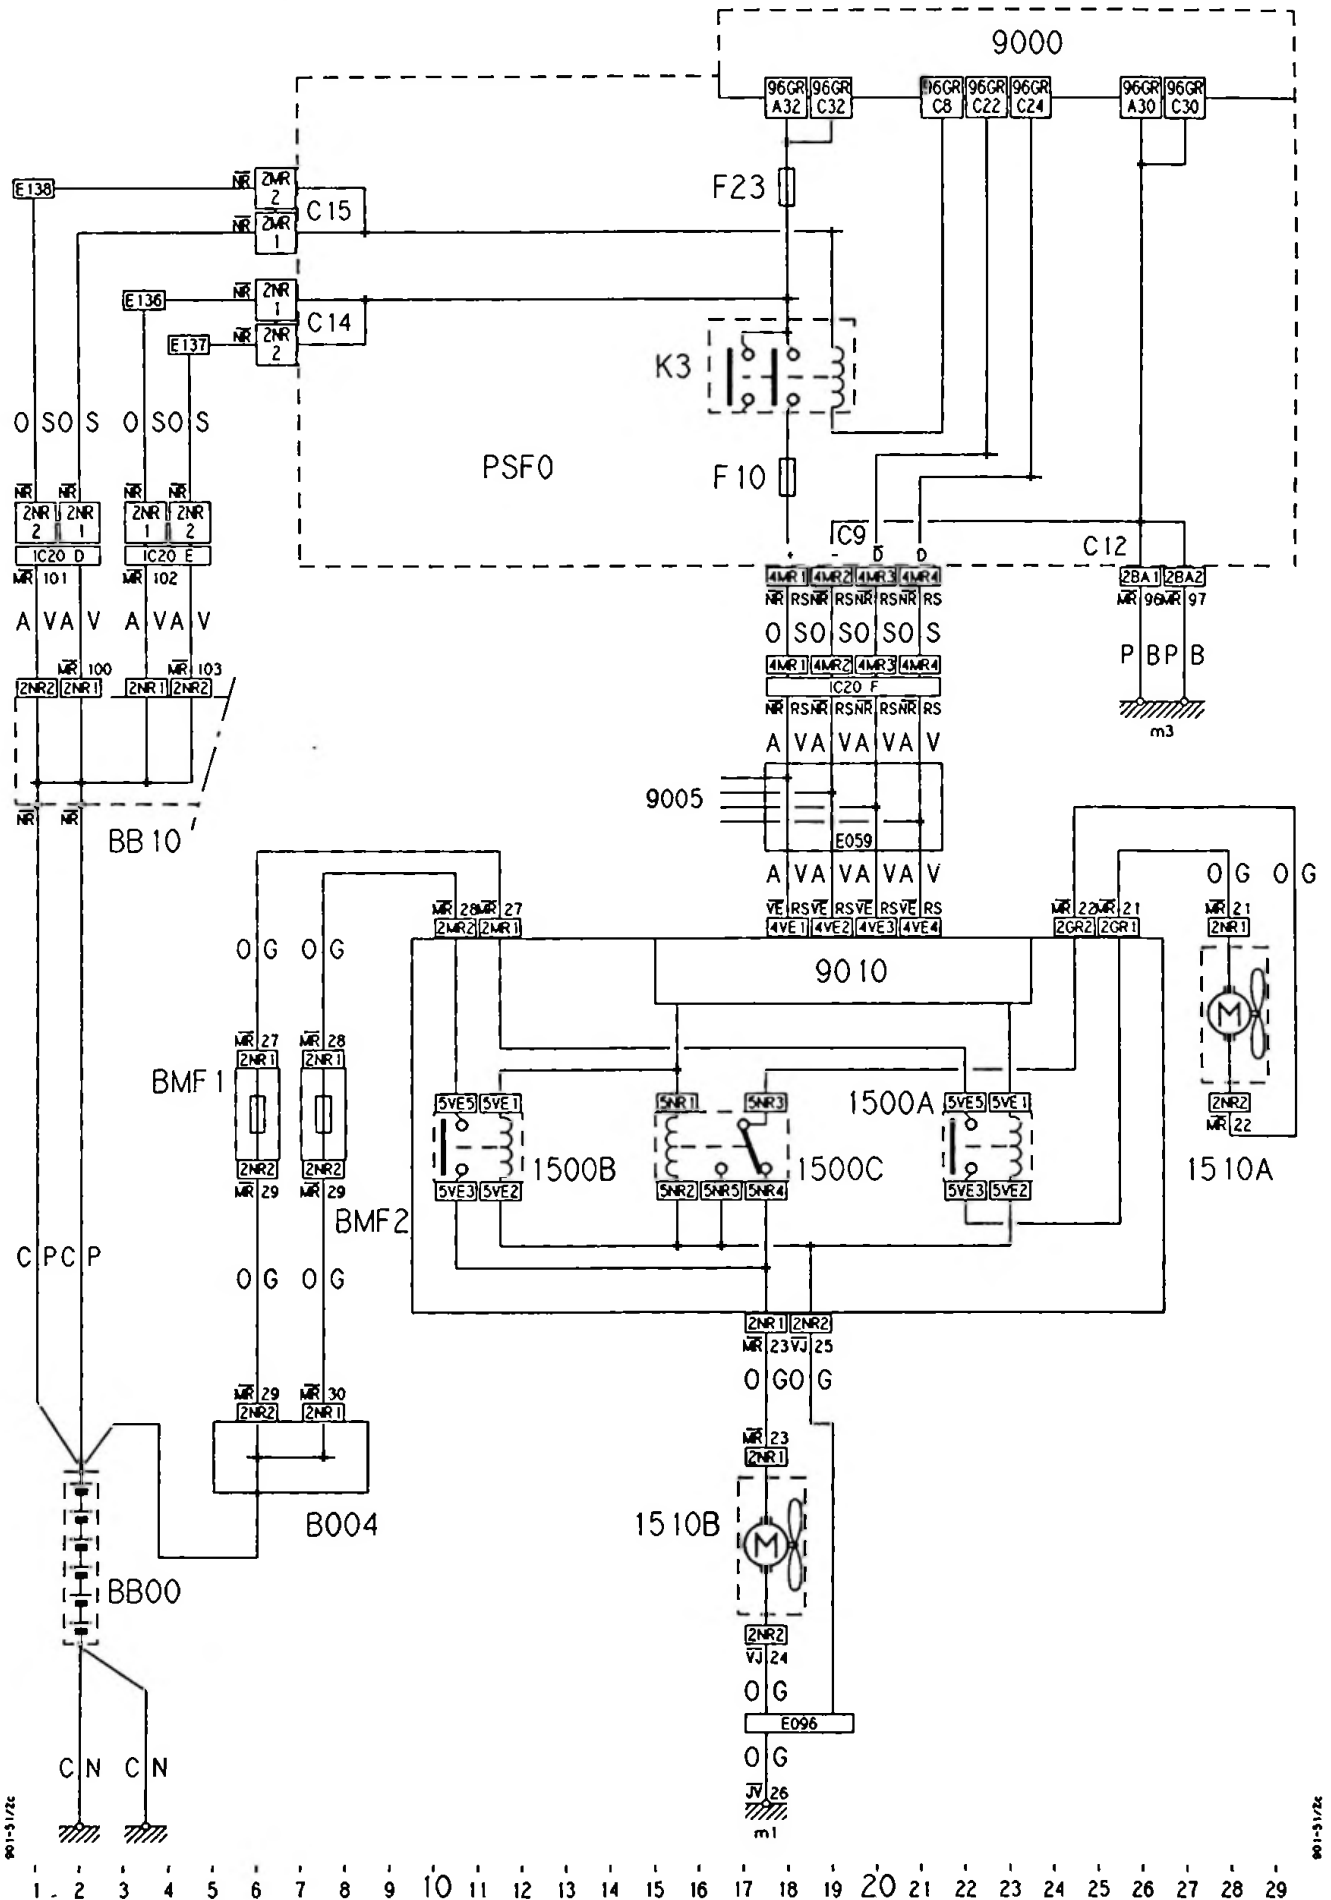 9000
96GR 96GR 96GR 96GR 96GR 96GR
A32 C32 C8 C22 C24 A30 C30
E138 NR 2MR 2
C15
F23
NR 2MR 1
E136 NR 2NR 1
C14
E137 NR 2NR 2
K3
O S O S O S O S
PSF0
F10
NR NR NR NR
2NR 2 2NR 1 2NR 1 2NR 2
C9
C12
IC20 D IC20 E
+ - D D
MR 101 MR 102
4MR1 4MR2 4MR3 4MR4 2BA1 2BA2
NR RS NR RS NR RS NR RS MR 96 MR 97
A V A V A V A V
O S O S O S O S
P B P B
MR 100 MR 103
4MR1 4MR2 4MR3 4MR4
2NR2 2NR1 2NR1 2NR2
IC20 F
NR RS NR RS NR RS NR RS
m3
A V A V A V A V
9005
NR NR
BB10
E059
A V A V A V A V
O G O G
MR 28 MR 27 VE RS VE RS VE RS VE RS MR 22 MR 21 MR 21
2MR2 2MR1 4VE1 4VE2 4VE3 4VE4 2GR2 2GR1 2NR1
O G O G
9010
M
MR 27 MR 28
2NR1 2NR1
BMF1
5VE5 5VE1 5NR1 5NR3 1500A 5VE5 5VE1 2NR2
MR 22
1500B 1500C 1510A
2NR2 2NR2
MR 29 MR 29
5VE3 5VE2 5NR2 5NR5 5NR4 5VE3 5VE2
BMF2
C P C P
O G O G
2NR1 2NR2
MR 23 VJ 25
O G O G
MR 29 MR 30
2NR2 2NR1
MR 23
2NR1
B004
1510B
M
BB00
2NR2
VJ 24
O G
E096
C N C N
O G
JV 26
m1
901-51/2c
901-51/2c
1 2 3 4 5 6 7 8 9 10 11 12 13 14 15 16 17 18 19 20 21 22 23 24 25 26 27 28 29